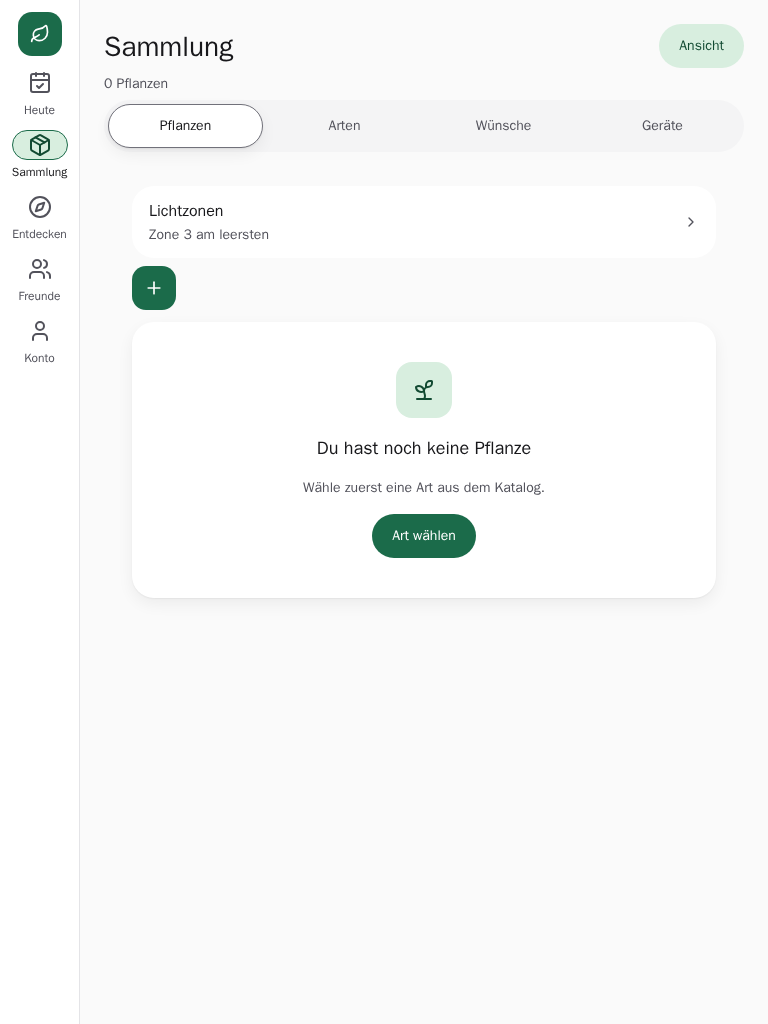 Sammlung
Ansicht
0 Pflanzen
Pflanzen
Arten
Wünsche
Geräte
Heute
Sammlung
Entdecken
Freunde
Konto
Lichtzonen
Zone 3 am leersten
Du hast noch keine Pflanze
Wähle zuerst eine Art aus dem Katalog.
Art wählen